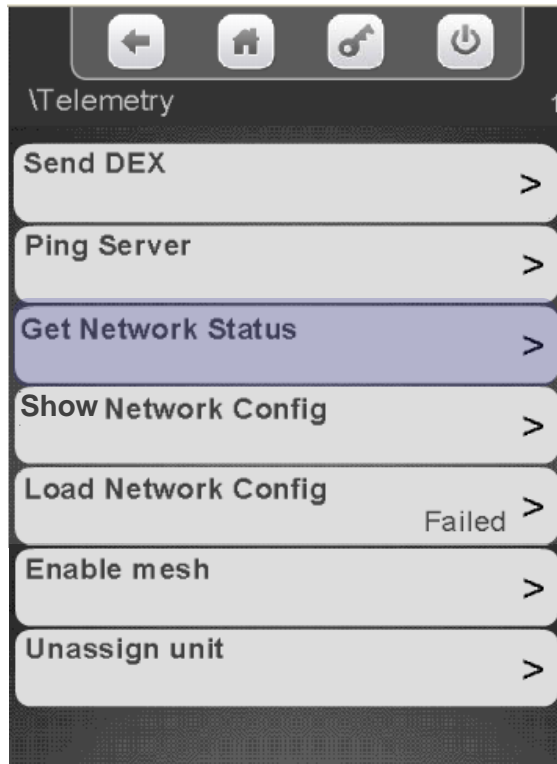 \Telemetry 1
Send DEX
>
Ping Server
>
Get Network Status
>
Show Network Config
>
Load Network Config
Failed >
Enable mesh
>
Unassign unit
>